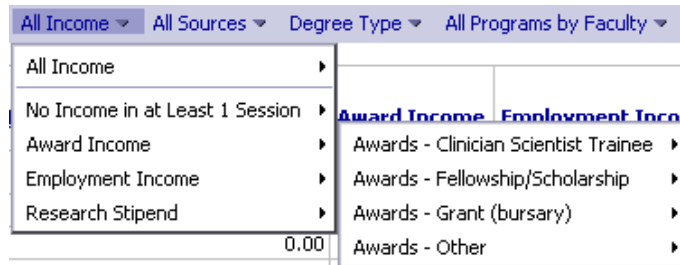 All Income All Sources Degree Type All Programs by Faculty
All Income
No Income in at Least 1 Session
Award Income
Employment Income
Research Stipend
Award Income Employment Inco
Awards - Clinician Scientist Trainee
Awards - Fellowship/Scholarship
Awards - Grant (bursary)
Awards - Other
0.00